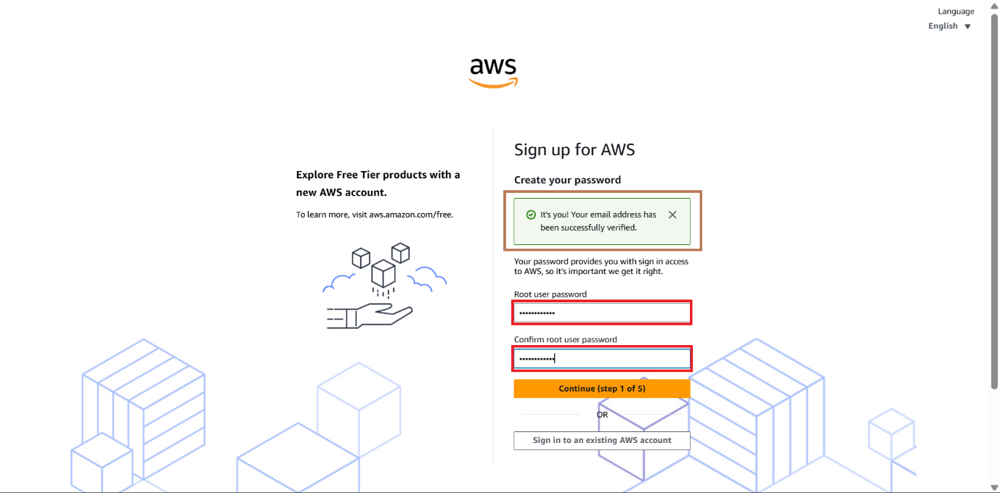 Language
English
aws
Explore Free Tier products with a
new AWS account.
To learn more, visit aws.amazon.com/free.
Sign up for AWS
Create your password
It's you! Your email address has
been successfully verified.
Your password provides you with sign in access
to AWS, so it's important we get it right.
Root user password
••••••••••••
Confirm root user password
••••••••••••
Continue (step 1 of 5)
OR
Sign in to an existing AWS account